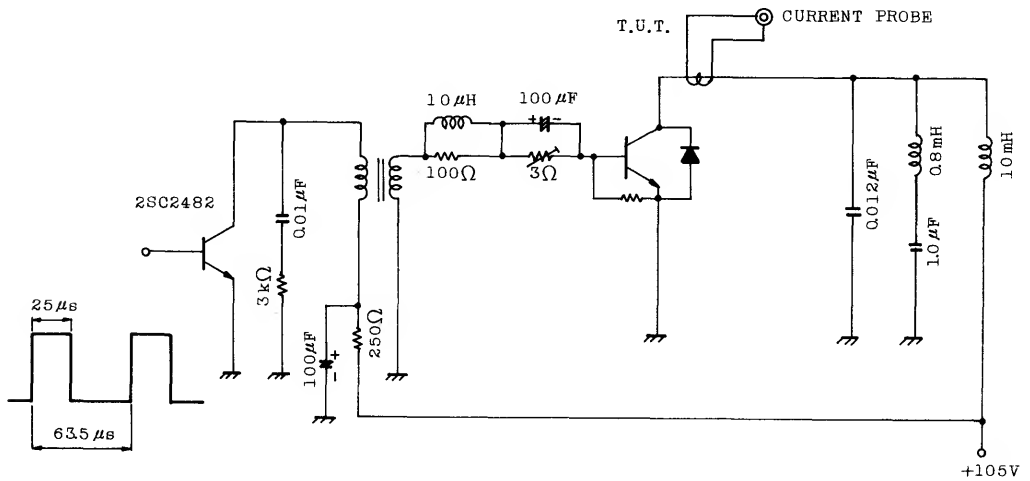 T.U.T.
CURRENT PROBE
10μH
100μF
+ -
100Ω
3Ω
2SC2482
0.01μF
3kΩ
0.012μF
0.8mH
1.0μF
10mH
25μs
63.5μs
100μF
+
-
250Ω
+105V